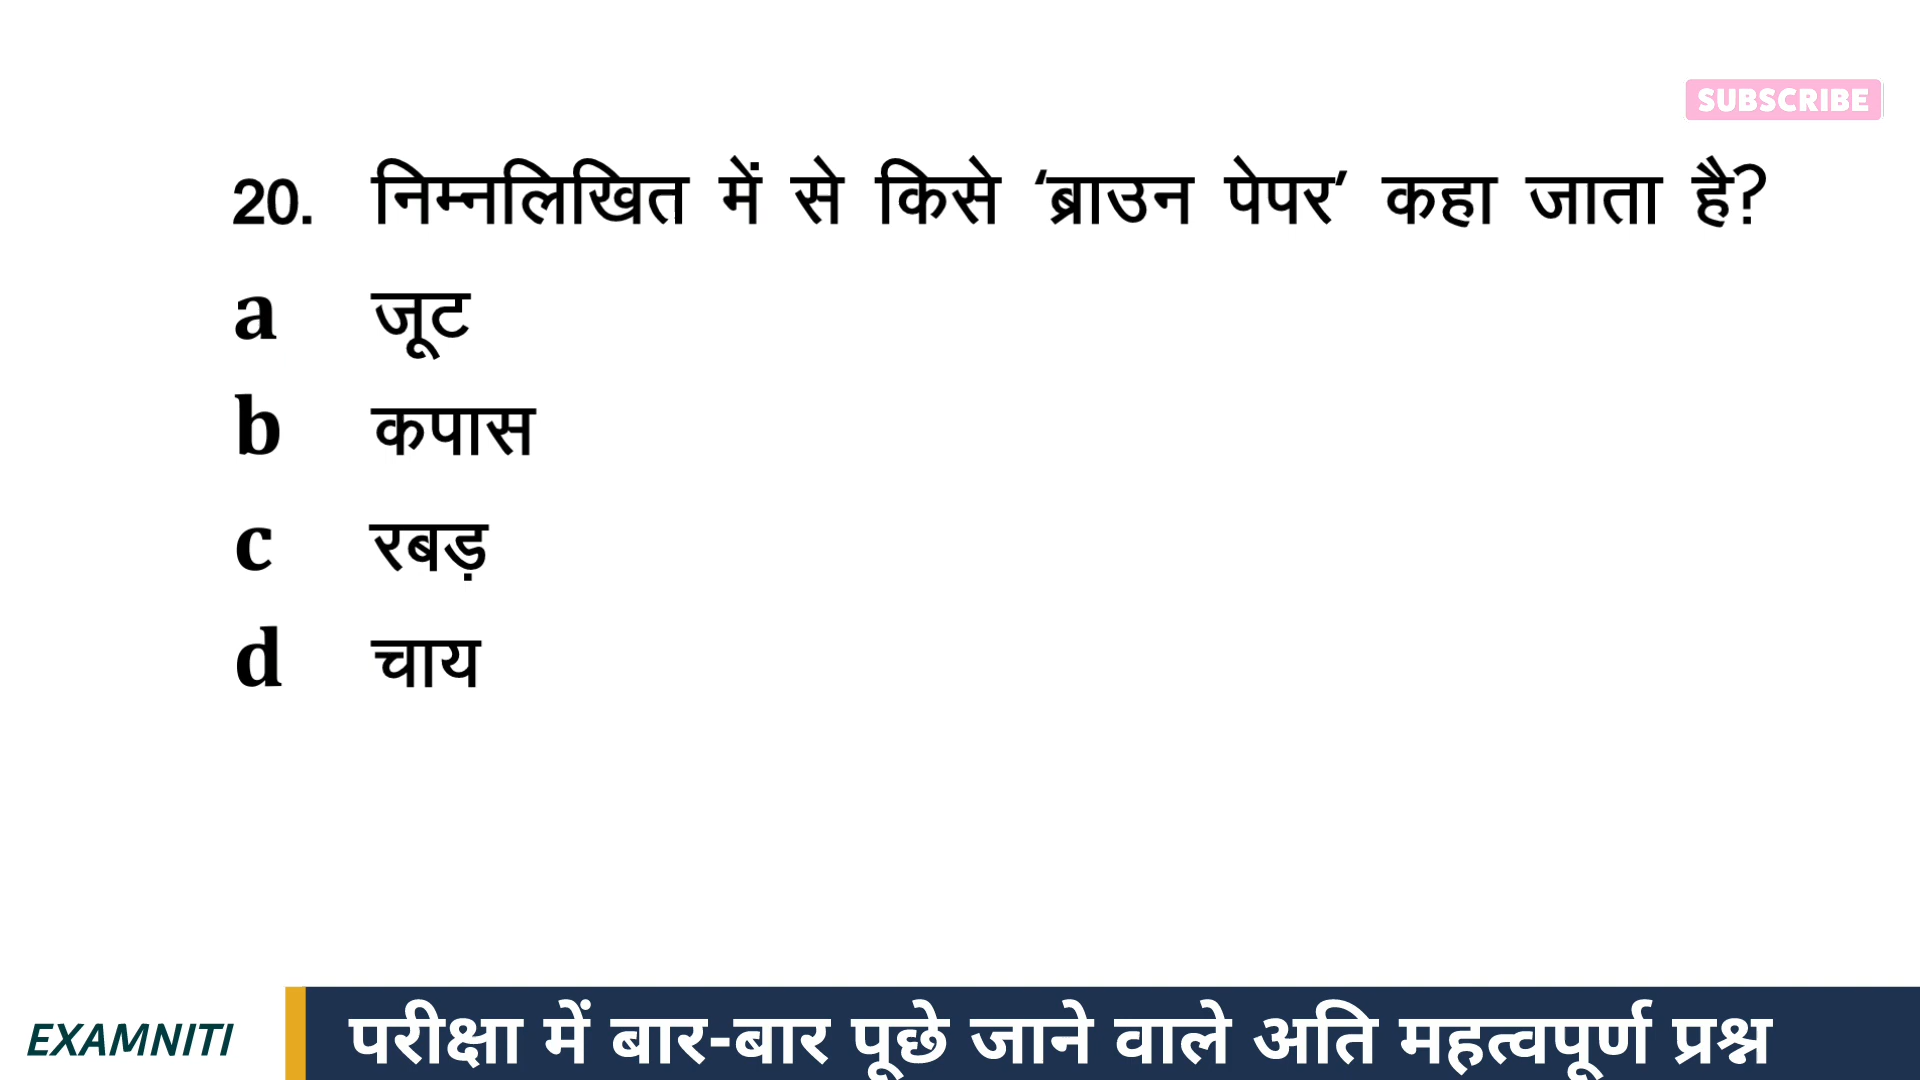 SUBSCRIBE
20. निम्नलिखित में से किसे ‘ब्राउन पेपर’ कहा जाता है?
a जूट
b कपास
c रबड़
d चाय
EXAMNITI
परीक्षा में बार-बार पूछे जाने वाले अति महत्वपूर्ण प्रश्न